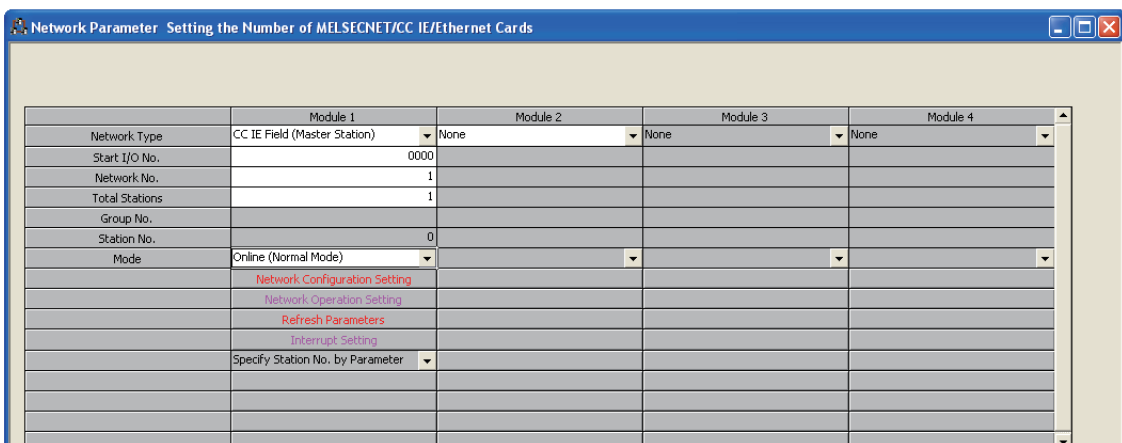 Network Parameter  Setting the Number of MELSECNET/CC IE/Ethernet Cards
Module 1 Module 2 Module 3 Module 4
Network Type CC IE Field (Master Station) None None None
Start I/O No. 0000
Network No. 1
Total Stations 1
Group No.
Station No. 0
Mode Online (Normal Mode)
Network Configuration Setting
Network Operation Setting
Refresh Parameters
Interrupt Setting
Specify Station No. by Parameter